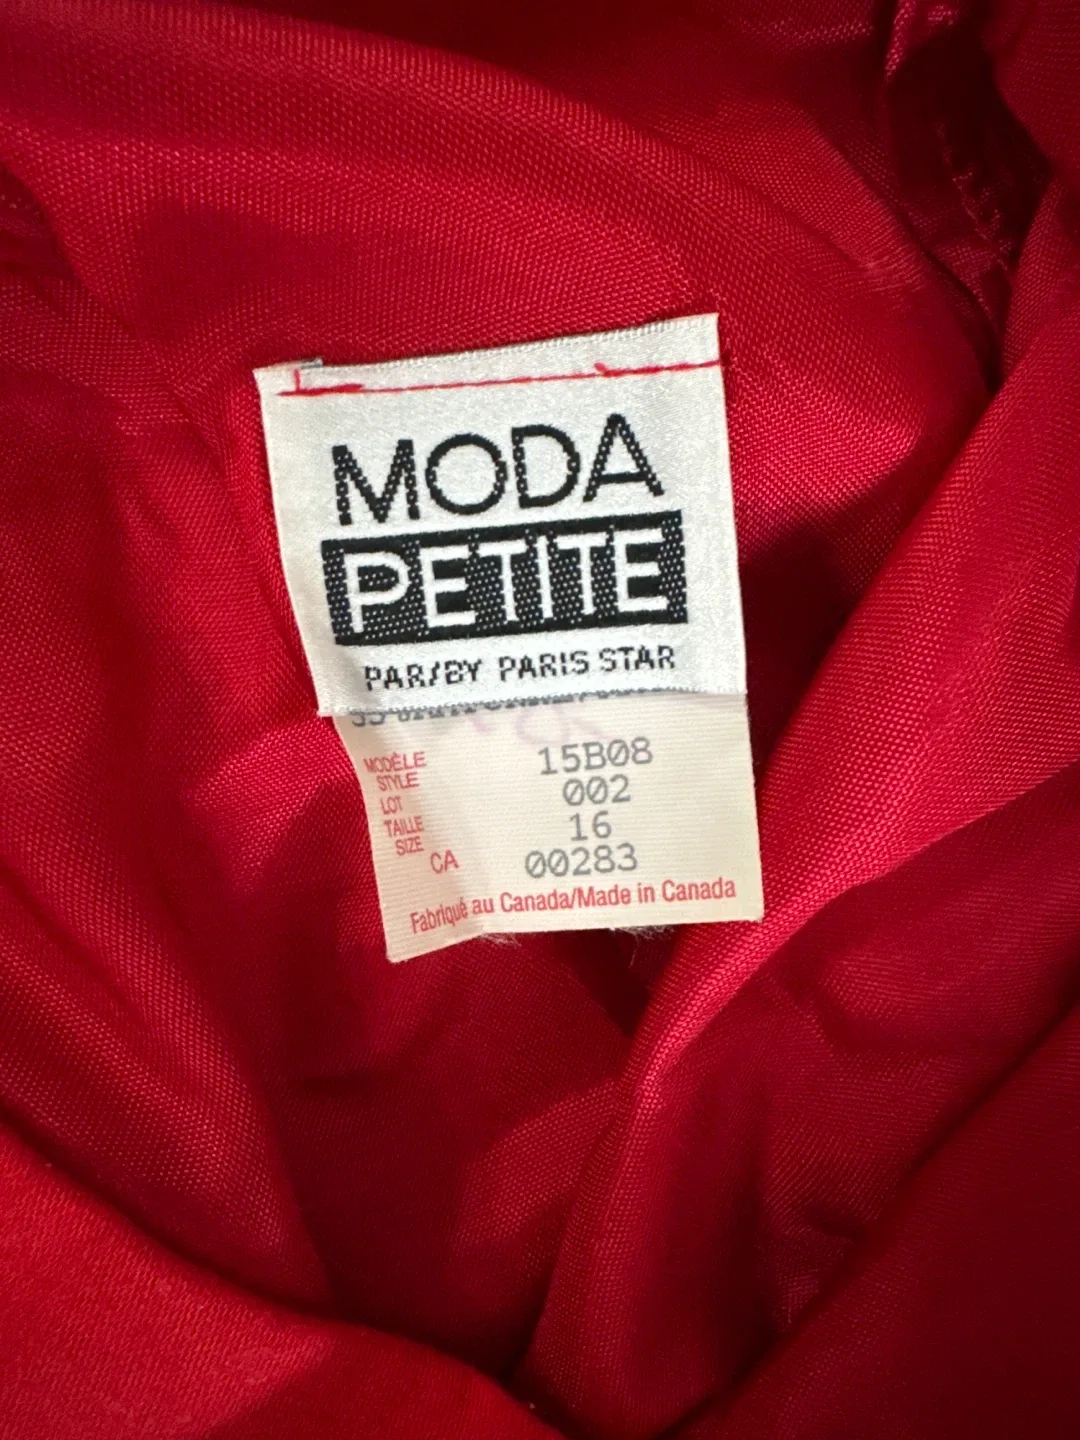 MODA
PETITE
PAR/BY PARIS STAR
MODÈLE 15B08
STYLE
LOT 002
TAILLE 16
SIZE
CA 00283
Fabriqué au Canada/Made in Canada